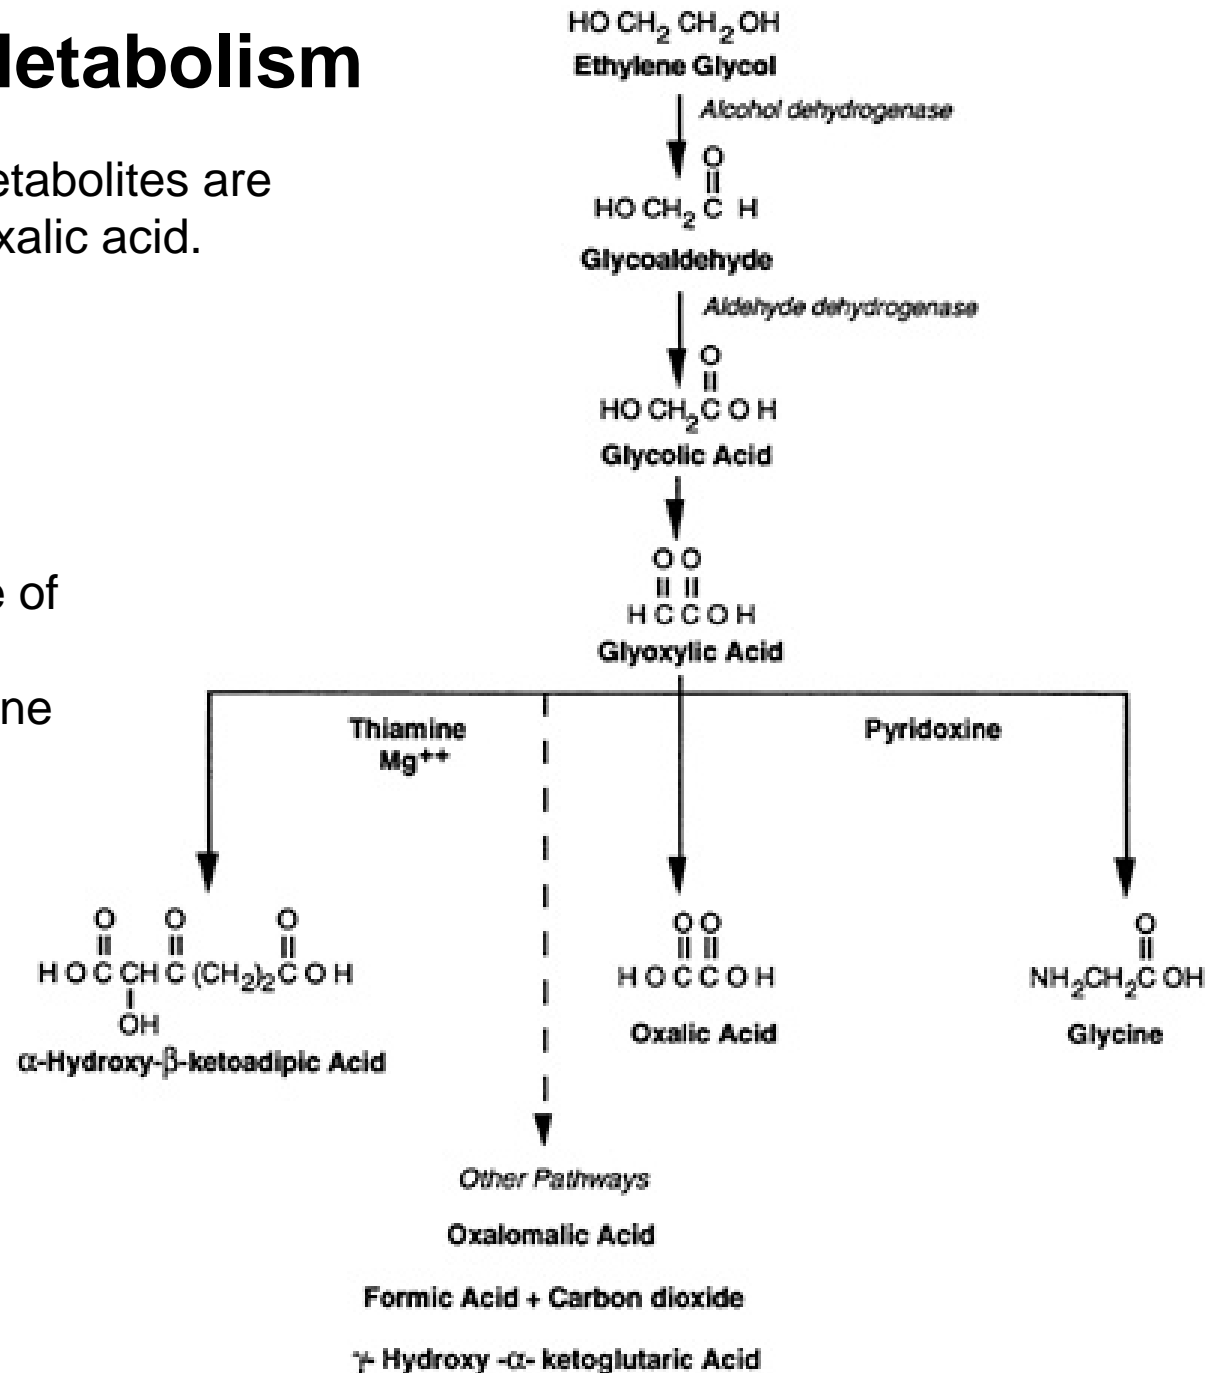 etabolism
etabolites are
xalic acid.
e of
ne
HO CH2 CH2 OH
Ethylene Glycol
Alcohol dehydrogenase
O
HO CH2 C H
Glycoaldehyde
Aldehyde dehydrogenase
O
HO CH2 C O H
Glycolic Acid
O O
H C C O H
Glyoxylic Acid
Thiamine
Mg++
Pyridoxine
O O O
H O C CH C (CH2)2 C O H
OH
α-Hydroxy-β-ketoadipic Acid
O O
H O C C O H
Oxalic Acid
O
NH2CH2C OH
Glycine
Other Pathways
Oxalomalic Acid
Formic Acid + Carbon dioxide
γ- Hydroxy -α- ketoglutaric Acid